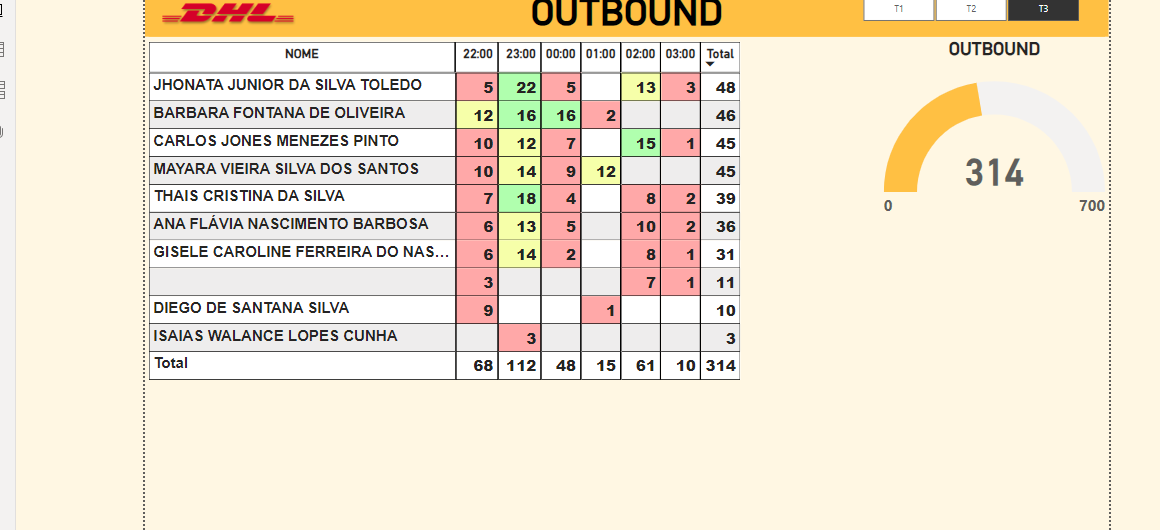 DHL
OUTBOUND
T1 T2 T3
NOME 22:00 23:00 00:00 01:00 02:00 03:00 Total
JHONATA JUNIOR DA SILVA TOLEDO 5 22 5 13 3 48
BARBARA FONTANA DE OLIVEIRA 12 16 16 2 46
CARLOS JONES MENEZES PINTO 10 12 7 15 1 45
MAYARA VIEIRA SILVA DOS SANTOS 10 14 9 12 45
THAIS CRISTINA DA SILVA 7 18 4 8 2 39
ANA FLÁVIA NASCIMENTO BARBOSA 6 13 5 10 2 36
GISELE CAROLINE FERREIRA DO NAS... 6 14 2 8 1 31
3 7 1 11
DIEGO DE SANTANA SILVA 9 1 10
ISAIAS WALANCE LOPES CUNHA 3 3
Total 68 112 48 15 61 10 314
OUTBOUND
314
0 700